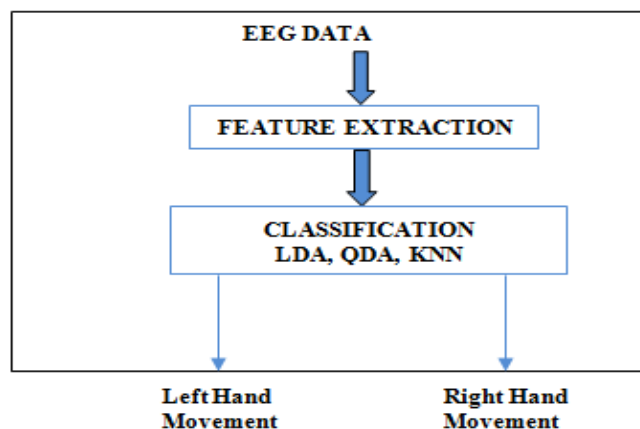 EEG DATA
FEATURE EXTRACTION
CLASSIFICATION
LDA, QDA, KNN
Left Hand
Movement
Right Hand
Movement